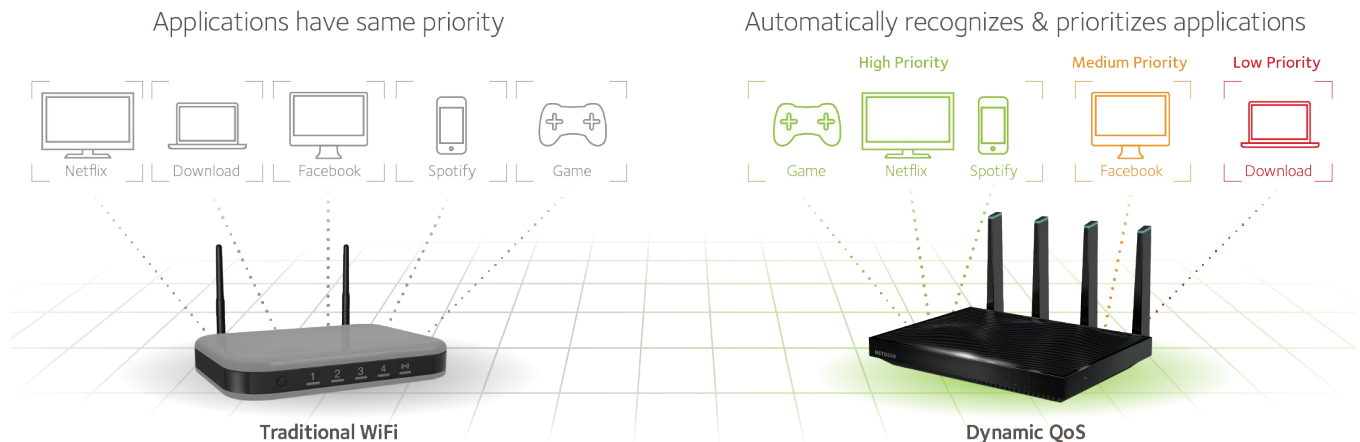 Applications have same priority
Netflix
Download
Facebook
Spotify
Game
1 2 3 4
Traditional WiFi
Automatically recognizes & prioritizes applications
High Priority
Medium Priority
Low Priority
Game
Netflix
Spotify
Facebook
Download
NETGEAR
Dynamic QoS